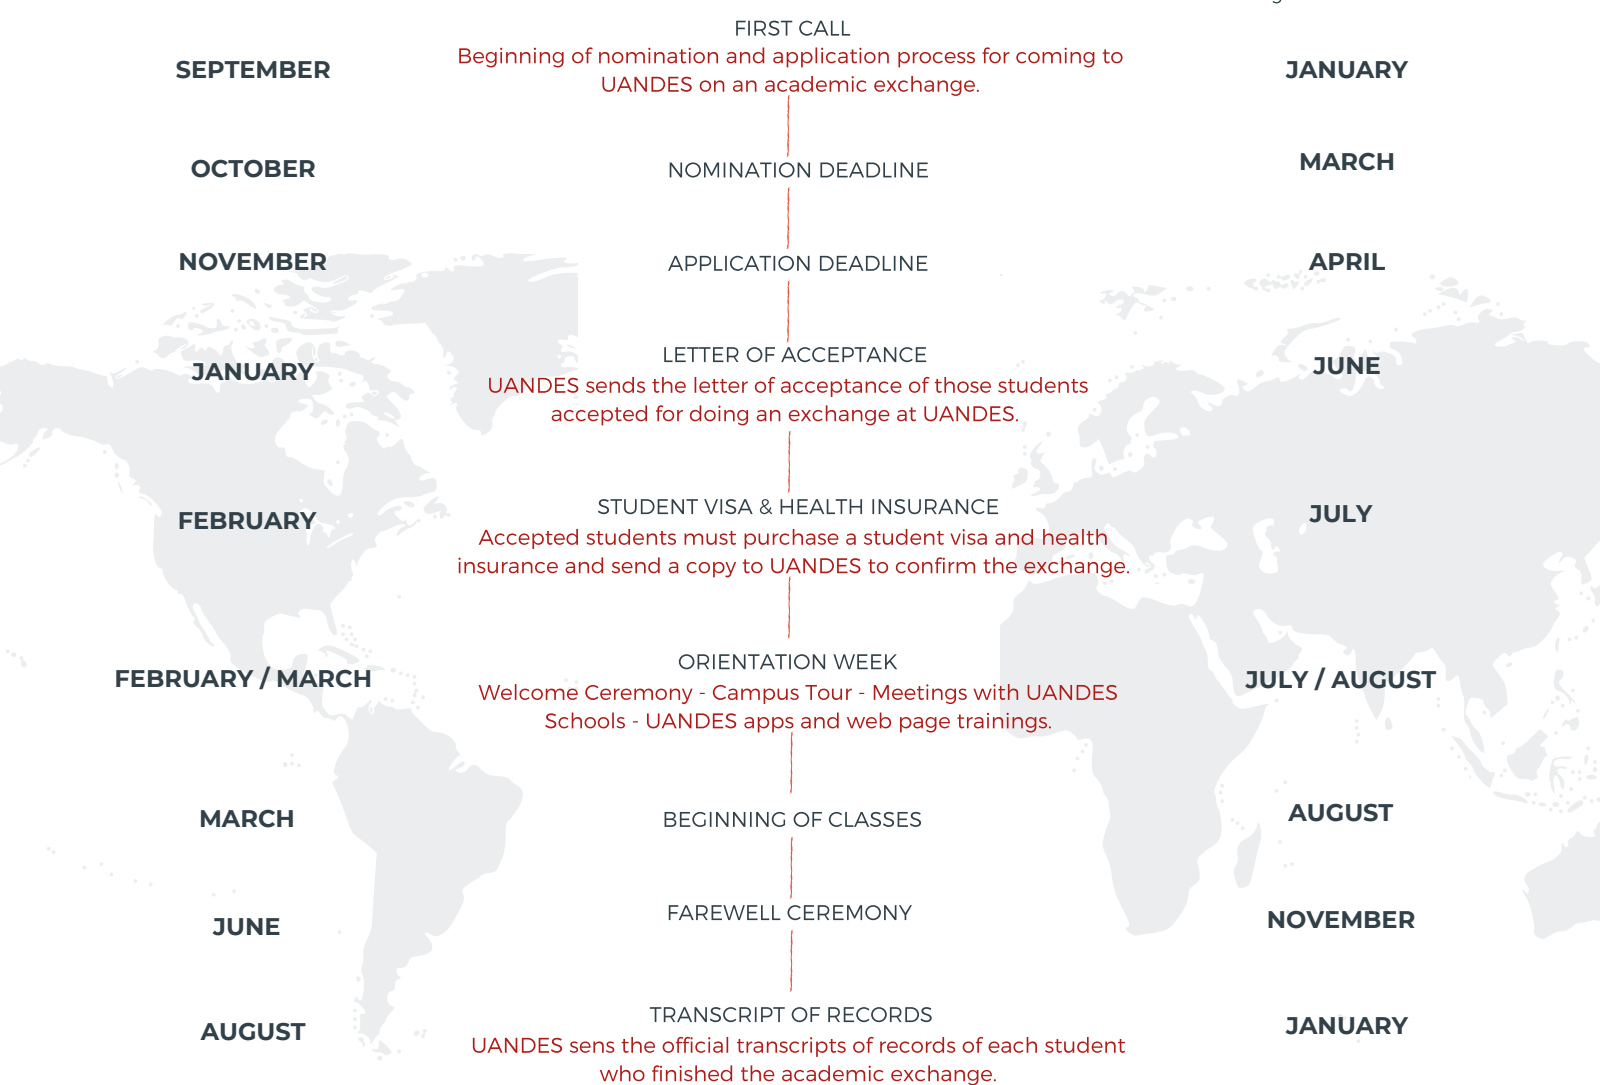 FIRST CALL
SEPTEMBER
Beginning of nomination and application process for coming to
UANDES on an academic exchange.
JANUARY
OCTOBER
NOMINATION DEADLINE
MARCH
NOVEMBER
APPLICATION DEADLINE
APRIL
JANUARY
LETTER OF ACCEPTANCE
UANDES sends the letter of acceptance of those students
accepted for doing an exchange at UANDES.
JUNE
FEBRUARY
STUDENT VISA & HEALTH INSURANCE
Accepted students must purchase a student visa and health
insurance and send a copy to UANDES to confirm the exchange.
JULY
FEBRUARY / MARCH
ORIENTATION WEEK
Welcome Ceremony - Campus Tour - Meetings with UANDES
Schools - UANDES apps and web page trainings.
JULY / AUGUST
MARCH
BEGINNING OF CLASSES
AUGUST
JUNE
FAREWELL CEREMONY
NOVEMBER
AUGUST
TRANSCRIPT OF RECORDS
UANDES sens the official transcripts of records of each student
who finished the academic exchange.
JANUARY